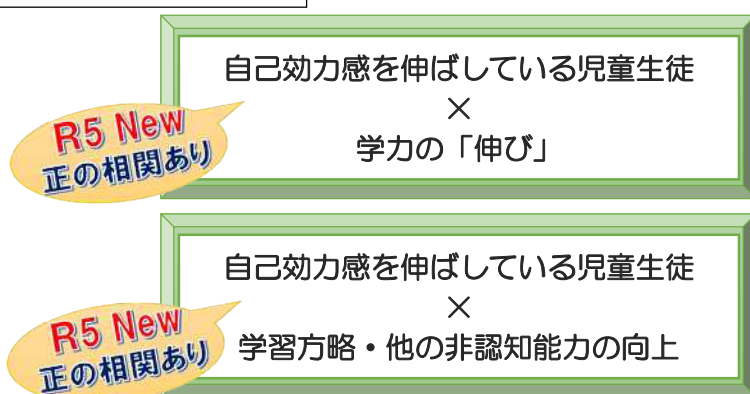 自己効力感を伸ばしている児童生徒
×
学力の「伸び」
R5 New
正の相関あり
自己効力感を伸ばしている児童生徒
×
学習方略・他の非認知能力の向上
R5 New
正の相関あり